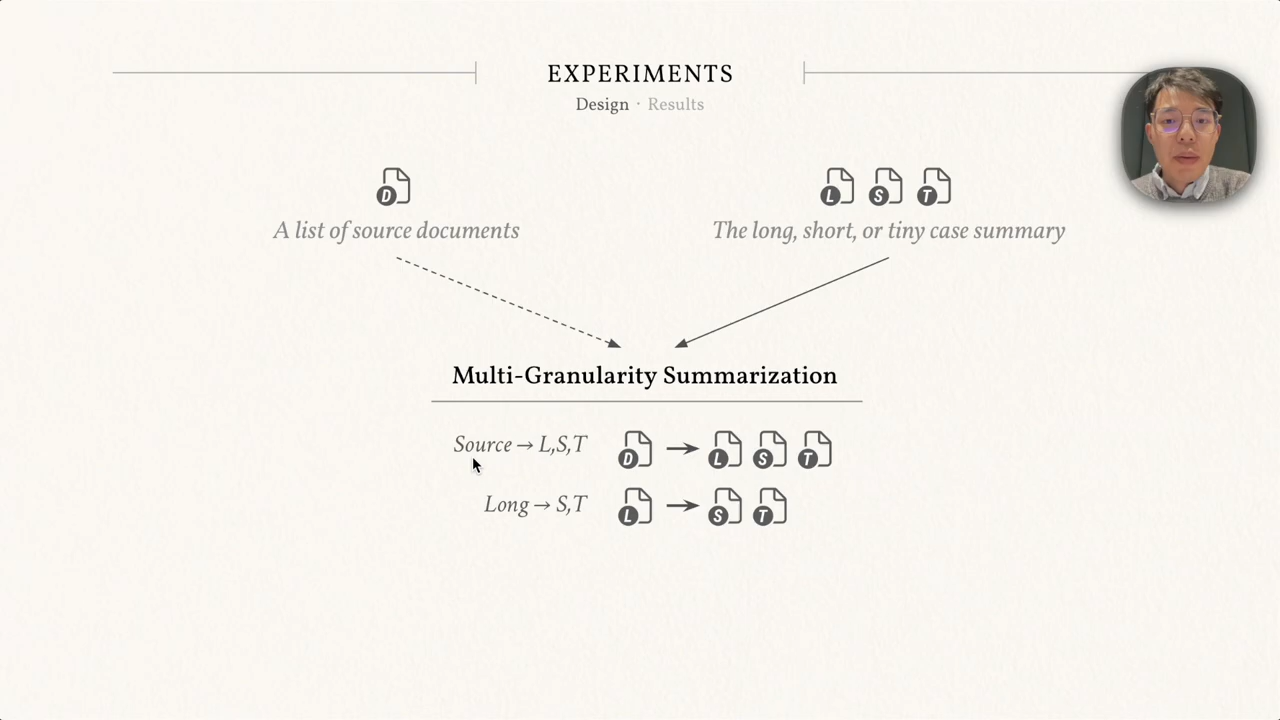 EXPERIMENTS
Design · Results
D
L S T
A list of source documents
The long, short, or tiny case summary
Multi-Granularity Summarization
Source → L,S,T D → L S T
Long → S,T L → S T